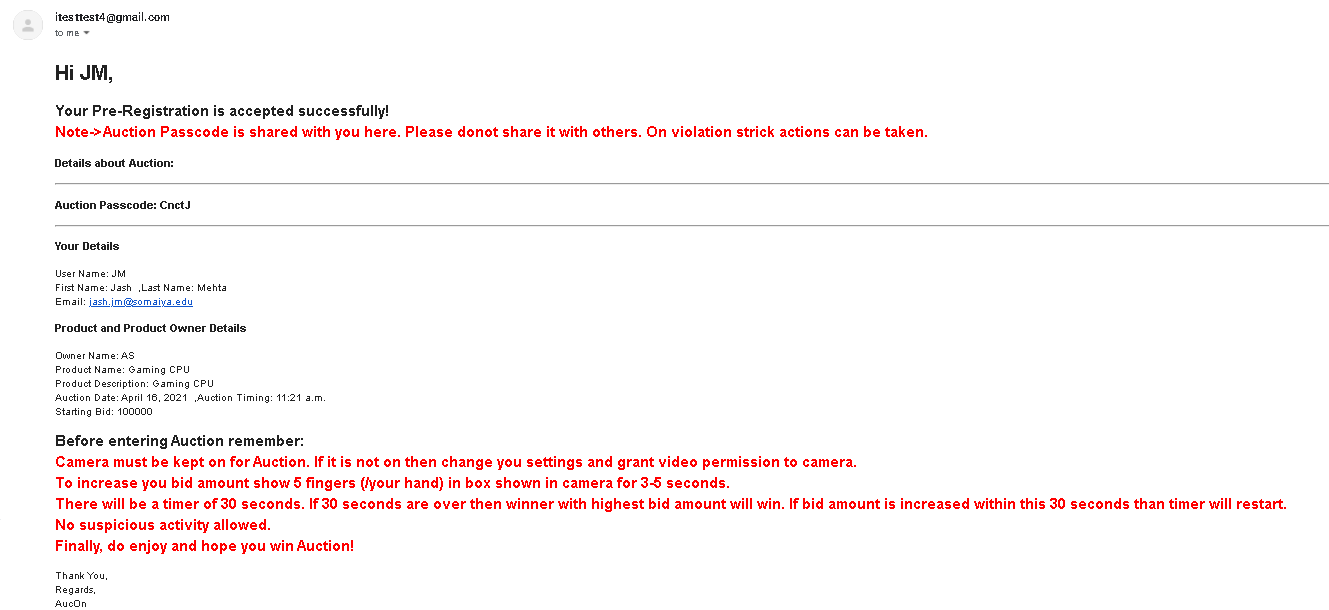 itesttest4@gmail.com
to me
Hi JM,
Your Pre-Registration is accepted successfully!
Note->Auction Passcode is shared with you here. Please donot share it with others. On violation strick actions can be taken.
Details about Auction:
Auction Passcode: CnctJ
Your Details
User Name: JM
First Name: Jash ,Last Name: Mehta
Email: jash.jm@somaiya.edu
Product and Product Owner Details
Owner Name: AS
Product Name: Gaming CPU
Product Description: Gaming CPU
Auction Date: April 16, 2021 ,Auction Timing: 11:21 a.m.
Starting Bid: 100000
Before entering Auction remember:
Camera must be kept on for Auction. If it is not on then change you settings and grant video permission to camera.
To increase you bid amount show 5 fingers (/your hand) in box shown in camera for 3-5 seconds.
There will be a timer of 30 seconds. If 30 seconds are over then winner with highest bid amount will win. If bid amount is increased within this 30 seconds than timer will restart.
No suspicious activity allowed.
Finally, do enjoy and hope you win Auction!
Thank You,
Regards,
AucOn